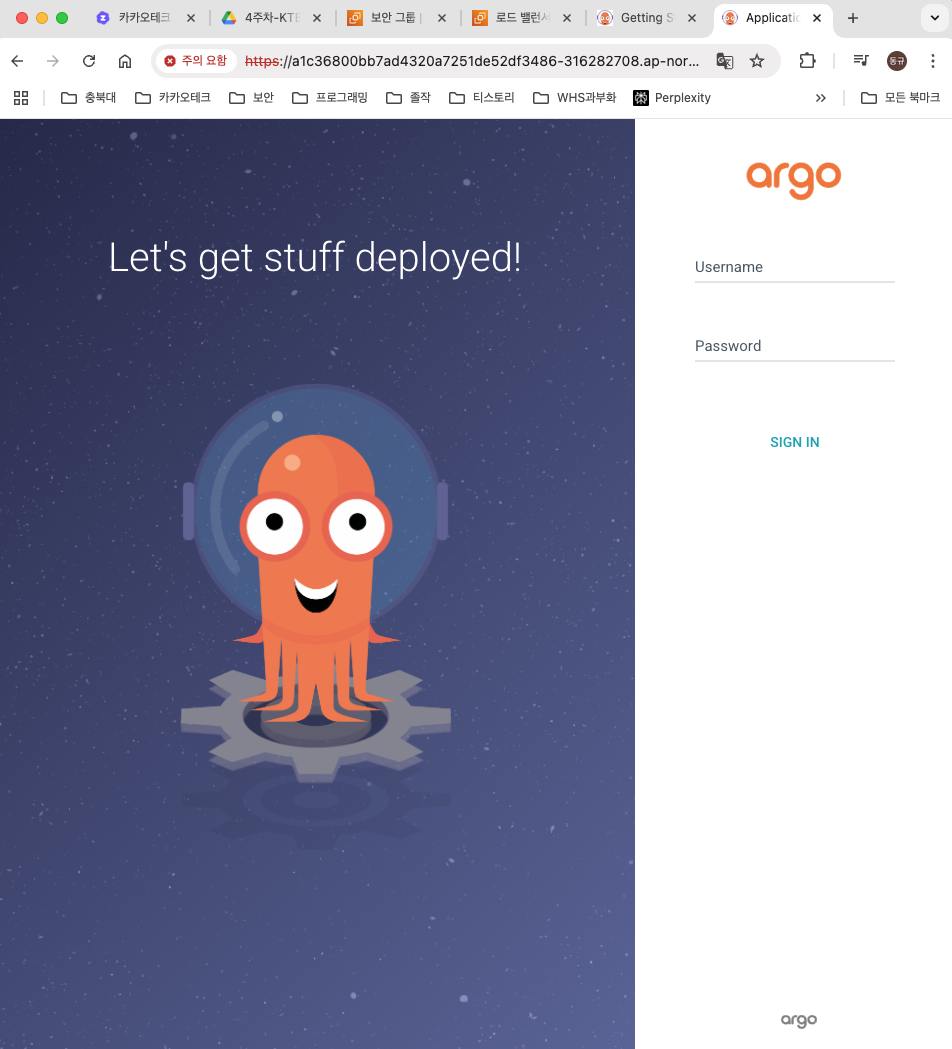 카카오테크
4주차-KTE
보안 그룹 |
로드 밸런서
Getting S
Applicatio
주의 요함
https://a1c36800bb7ad4320a7251de52df3486-316282708.ap-nor...
동규
충북대
카카오테크
보안
프로그래밍
졸작
티스토리
WHS과부화
Perplexity
모든 북마크
Let's get stuff deployed!
argo
Username
Password
SIGN IN
argo